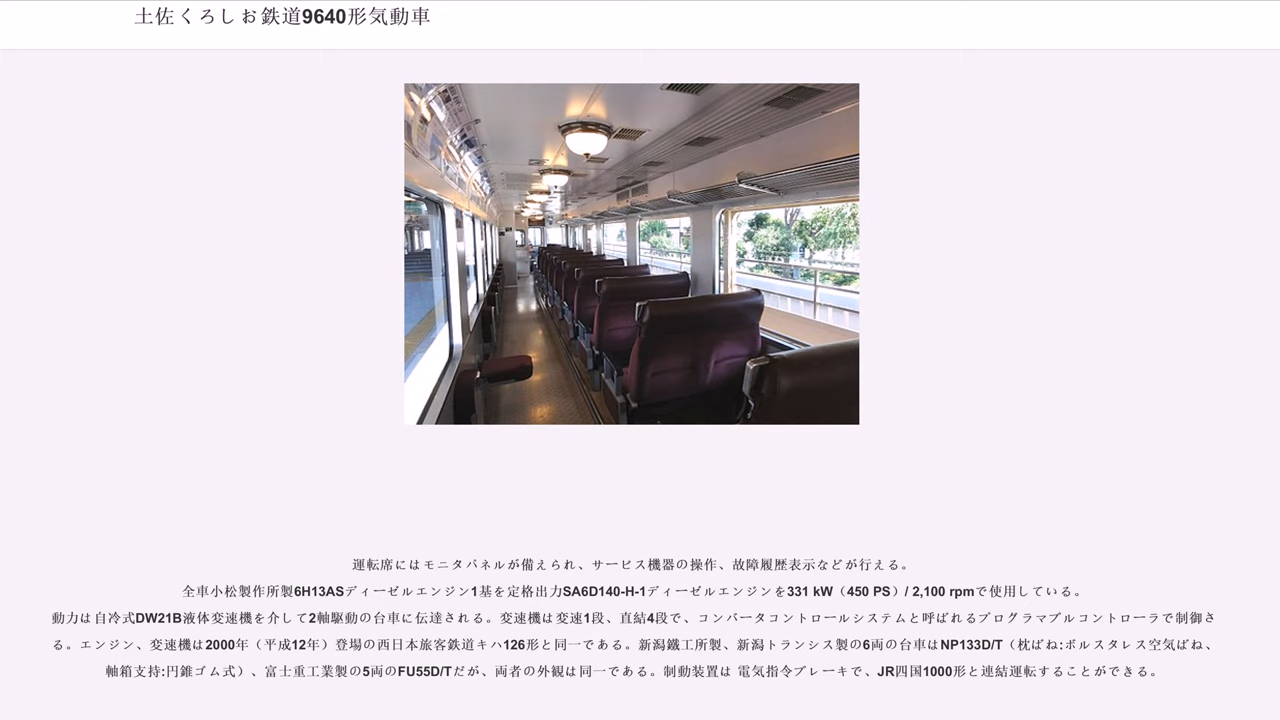 土佐くろしお鉄道9640形気動車
運転席にはモニタパネルが備えられ、サービス機器の操作、故障履歴表示などが行える。
全車小松製作所製6H13ASディーゼルエンジン1基を定格出力SA6D140-H-1ディーゼルエンジンを331 kW（450 PS）/ 2,100 rpmで使用している。
動力は自冷式DW21B液体変速機を介して2軸駆動の台車に伝達される。変速機は変速1段、直結4段で、コンバータコントロールシステムと呼ばれるプログラマブルコントローラで制御さ
る。エンジン、変速機は2000年（平成12年）登場の西日本旅客鉄道キハ126形と同一である。新潟鐵工所製、新潟トランシス製の6両の台車はNP133D/T（枕ばね:ボルスタレス空気ばね、
軸箱支持:円錐ゴム式）、富士重工業製の5両のFU55D/Tだが、両者の外観は同一である。制動装置は 電気指令ブレーキで、JR四国1000形と連結運転することができる。